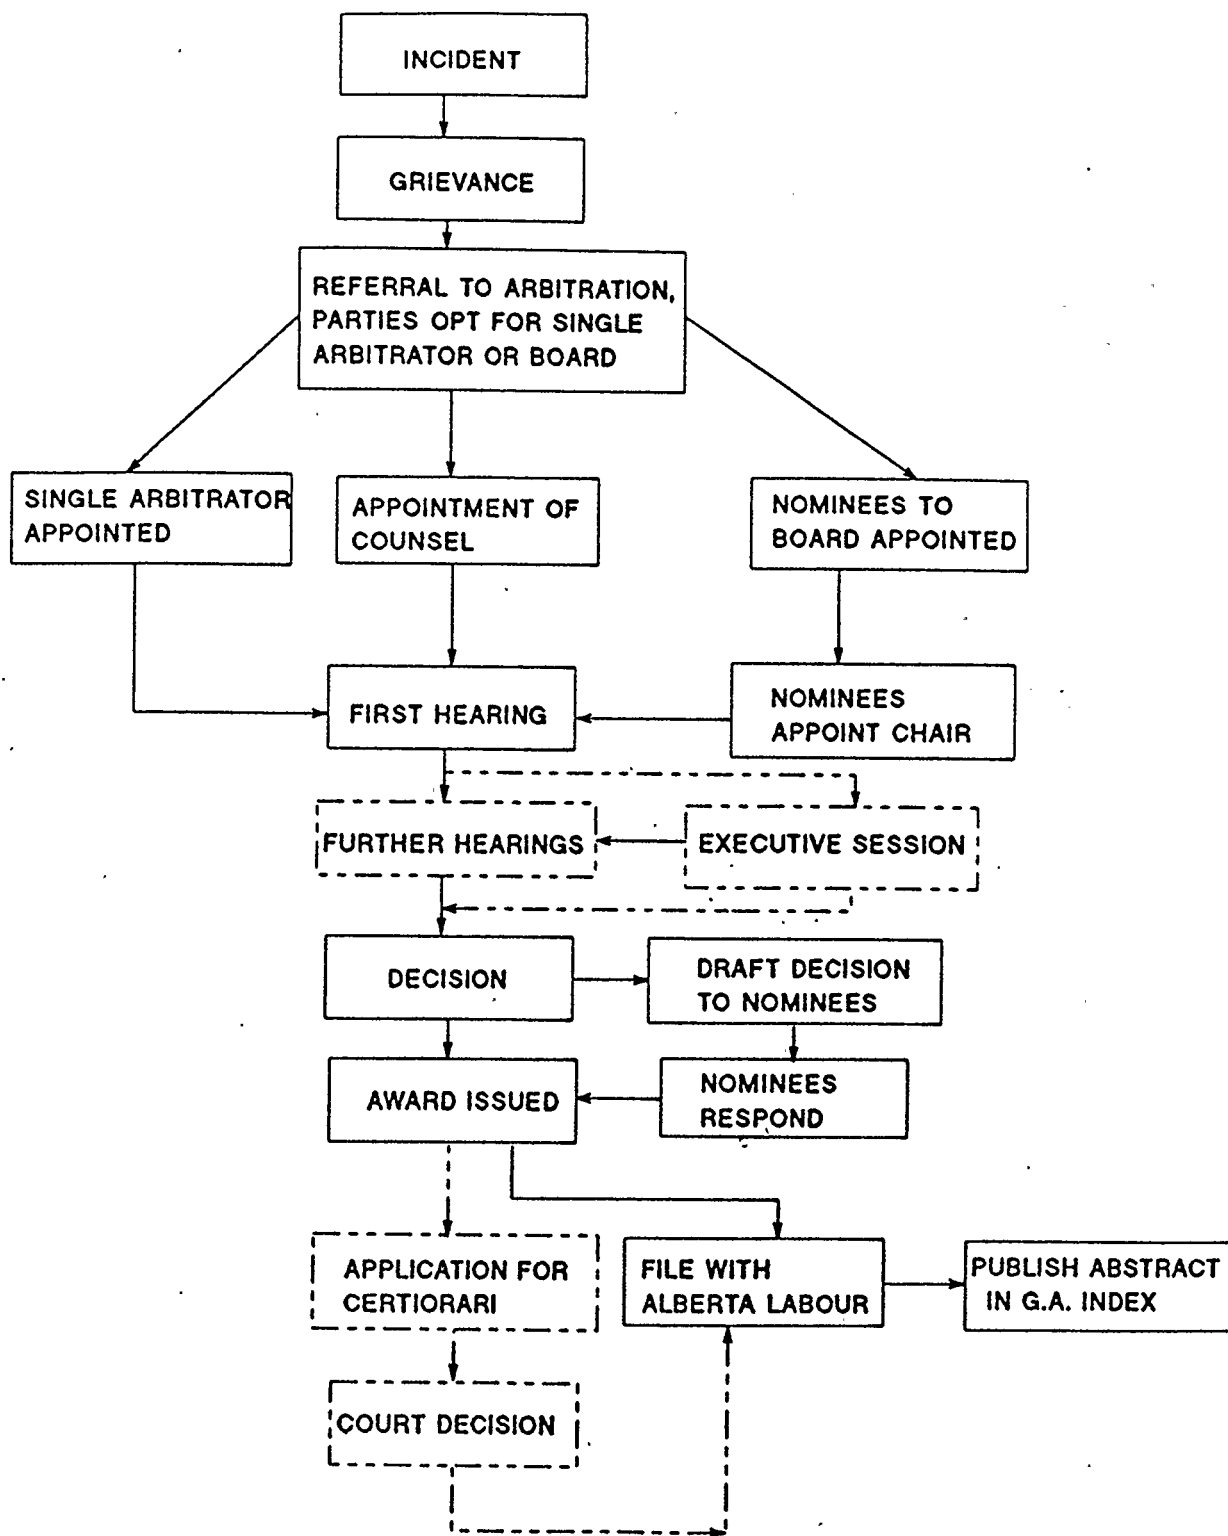 INCIDENT
GRIEVANCE
REFERRAL TO ARBITRATION,
PARTIES OPT FOR SINGLE
ARBITRATOR OR BOARD
SINGLE ARBITRATOR
APPOINTED
APPOINTMENT OF
COUNSEL
NOMINEES TO
BOARD APPOINTED
FIRST HEARING
NOMINEES
APPOINT CHAIR
FURTHER HEARINGS
EXECUTIVE SESSION
DECISION
DRAFT DECISION
TO NOMINEES
AWARD ISSUED
NOMINEES
RESPOND
APPLICATION FOR
CERTIORARI
FILE WITH
ALBERTA LABOUR
PUBLISH ABSTRACT
IN G.A. INDEX
COURT DECISION